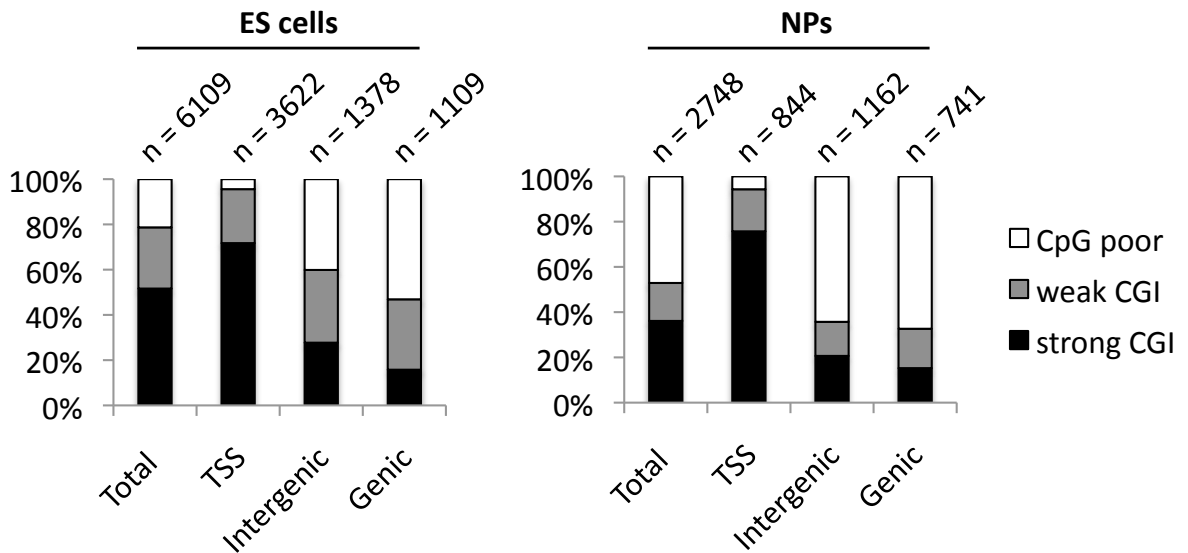 ES cells
n = 6109
n = 3622
n = 1378
n = 1109
100%
80%
60%
40%
20%
0%
Total
TSS
Intergenic
Genic
NPs
n = 2748
n = 844
n = 1162
n = 741
100%
80%
60%
40%
20%
0%
Total
TSS
Intergenic
Genic
CpG poor
weak CGI
strong CGI